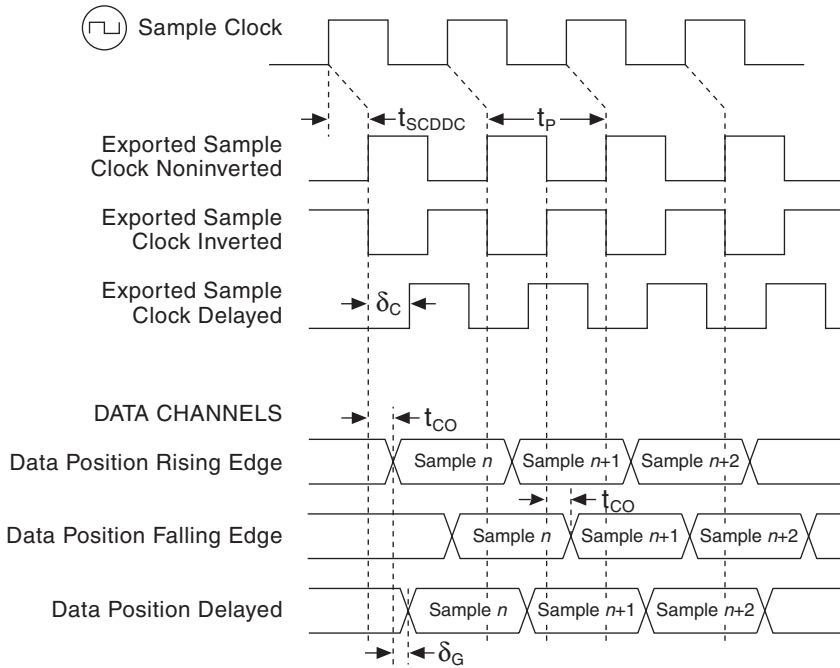 Sample Clock
tSCDDC
tP
Exported Sample
Clock Noninverted
Exported Sample
Clock Inverted
Exported Sample
Clock Delayed
δC
DATA CHANNELS
tCO
Data Position Rising Edge
Sample n
Sample n+1
Sample n+2
tCO
Data Position Falling Edge
Sample n
Sample n+1
Sample n+2
Data Position Delayed
Sample n
Sample n+1
Sample n+2
δG